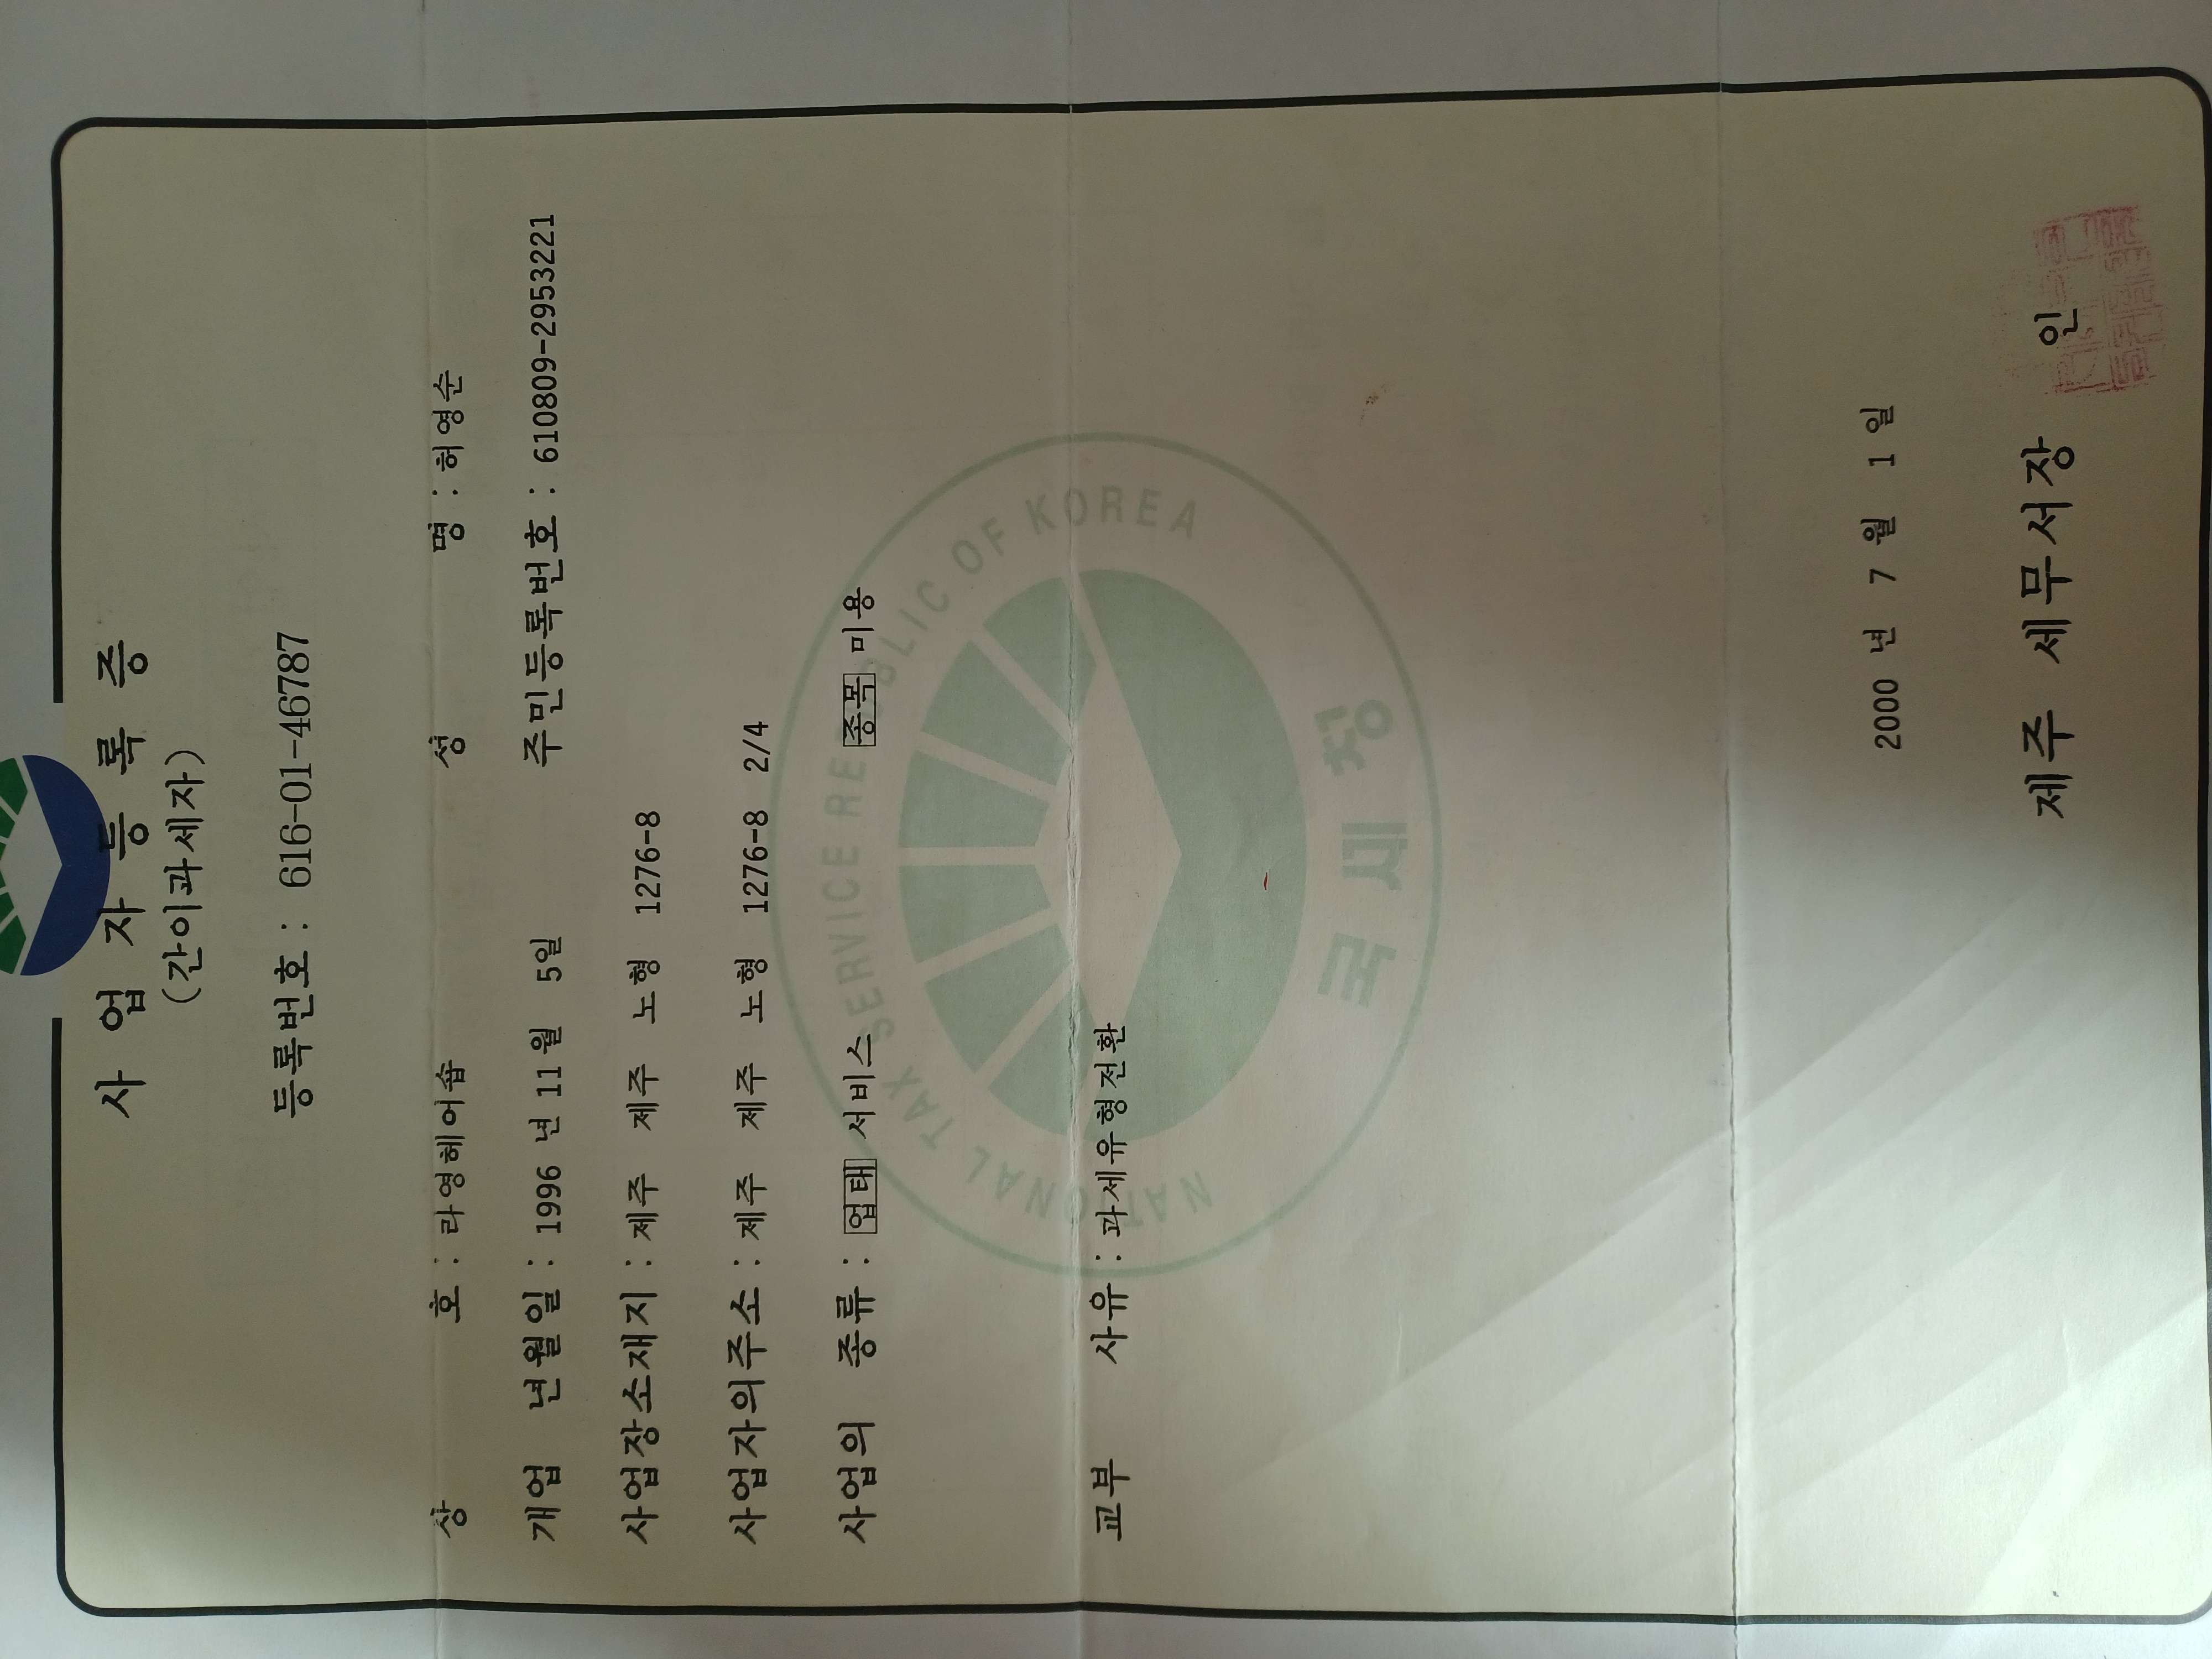 사업자등록증
(간이과세자)
등록번호 : 616-01-46787
상 호 : 라영헤어숍 성 명 : 허영순
개업 년월일 : 1996 년 11 월 5일 주민등록번호 : 610809-2953221
사업장소재지 : 제주 제주 노형 1276-8
사업자의주소 : 제주 제주 노형 1276-8 2/4
사업의 종류 : 업태 서비스 종목 미용
NATIONAL TAX SERVICE REPUBLIC OF KOREA
교부 사유 : 과세유형전환
국세청
2000 년 7 월 1 일
제주 세무서장 인